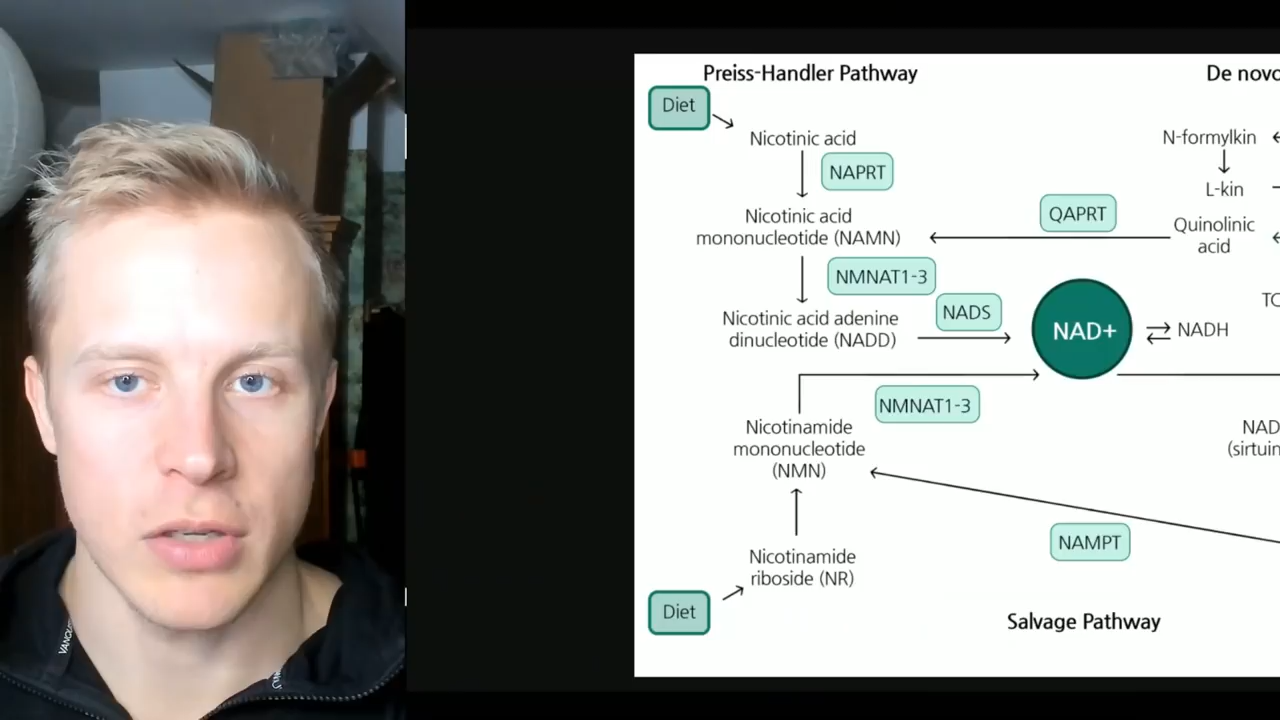 Preiss-Handler Pathway
De novo
Diet
Nicotinic acid
N-formylkin
NAPRT
L-kin
Nicotinic acid
mononucleotide (NAMN)
QAPRT
Quinolinic
acid
NMNAT1-3
NADS
Nicotinic acid adenine
dinucleotide (NADD)
NAD+
NADH
TC
NMNAT1-3
Nicotinamide
mononucleotide
(NMN)
NAD
(sirtuin
NAMPT
Nicotinamide
riboside (NR)
Diet
Salvage Pathway